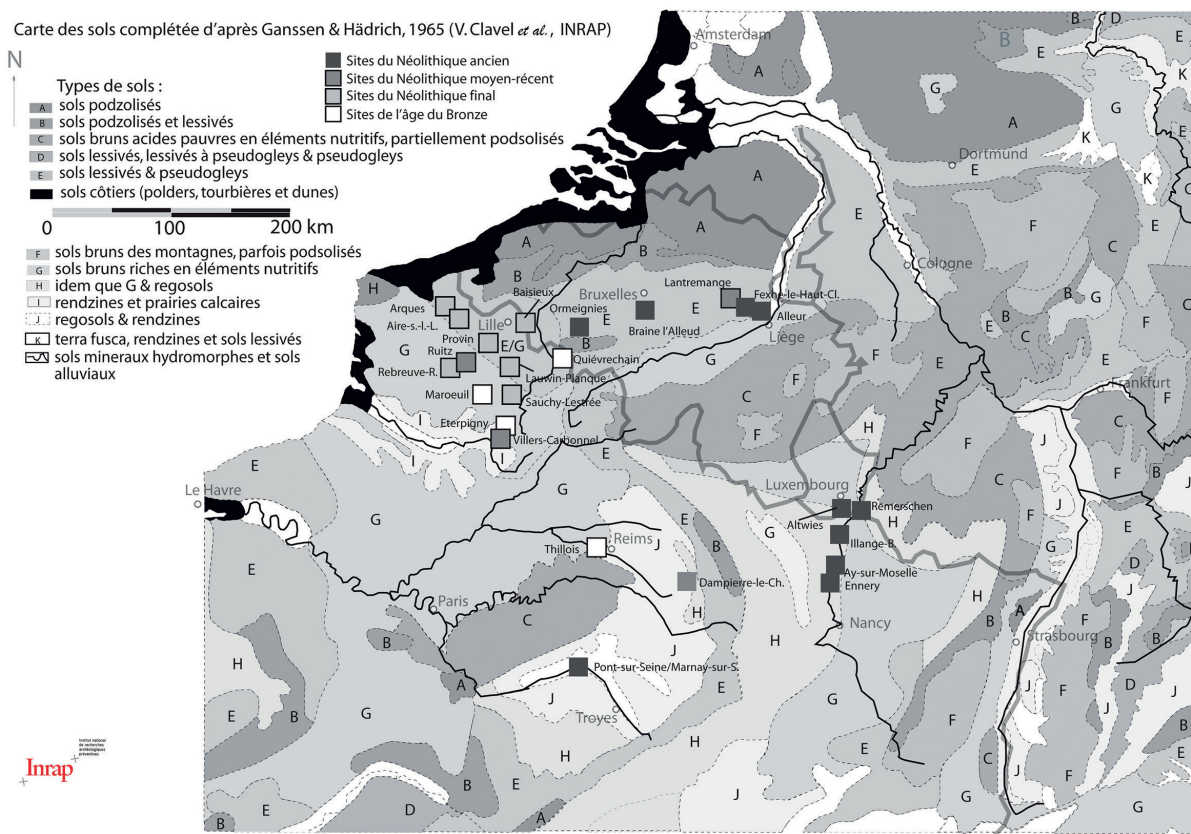 Carte des sols complétée d'après Ganssen & Hädrich, 1965 (V. Clavel et al., INRAP)
N
Types de sols :
A sols podzolisés
B sols podzolisés et lessivés
C sols bruns acides pauvres en éléments nutritifs, partiellement podsolisés
D sols lessivés, lessivés à pseudogleys & pseudogleys
E sols lessivés & pseudogleys
sols côtiers (polders, tourbières et dunes)
0 100 200 km
F sols bruns des montagnes, parfois podsolisés
G sols bruns riches en éléments nutritifs
H idem que G & regosols
I rendzines et prairies calcaires
J regosols & rendzines
K terra fusca, rendzines et sols lessivés
sols mineraux hydromorphes et sols
alluviaux
Sites du Néolithique ancien
Sites du Néolithique moyen-récent
Sites du Néolithique final
Sites de l'âge du Bronze
Amsterdam
Dortmund
Cologne
Bruxelles
Lantremange
Fexhe-le-Haut-Cl.
Alleur
Liège
Baisieux
Ormeignies
Braine l'Alleud
Arques
Aire-s.-l.-L.
Lille
Provin
E/G
Ruitz
Rebreuve-R.
Quiévrechain
Lauwin-Planque
Maroeuil
Sauchy-Lestrée
Eterpigny
Villers-Carbonnel
Frankfurt
Le Havre
Luxembourg
Altwies
Rémerschen
Illange-B.
Ay-sur-Moselle
Ennery
Thillois
Reims
Dampierre-le-Ch.
Paris
Nancy
Strasbourg
Pont-sur-Seine/Marnay-sur-S.
Troyes
Inrap
Institut national
de recherches
archéologiques
préventives